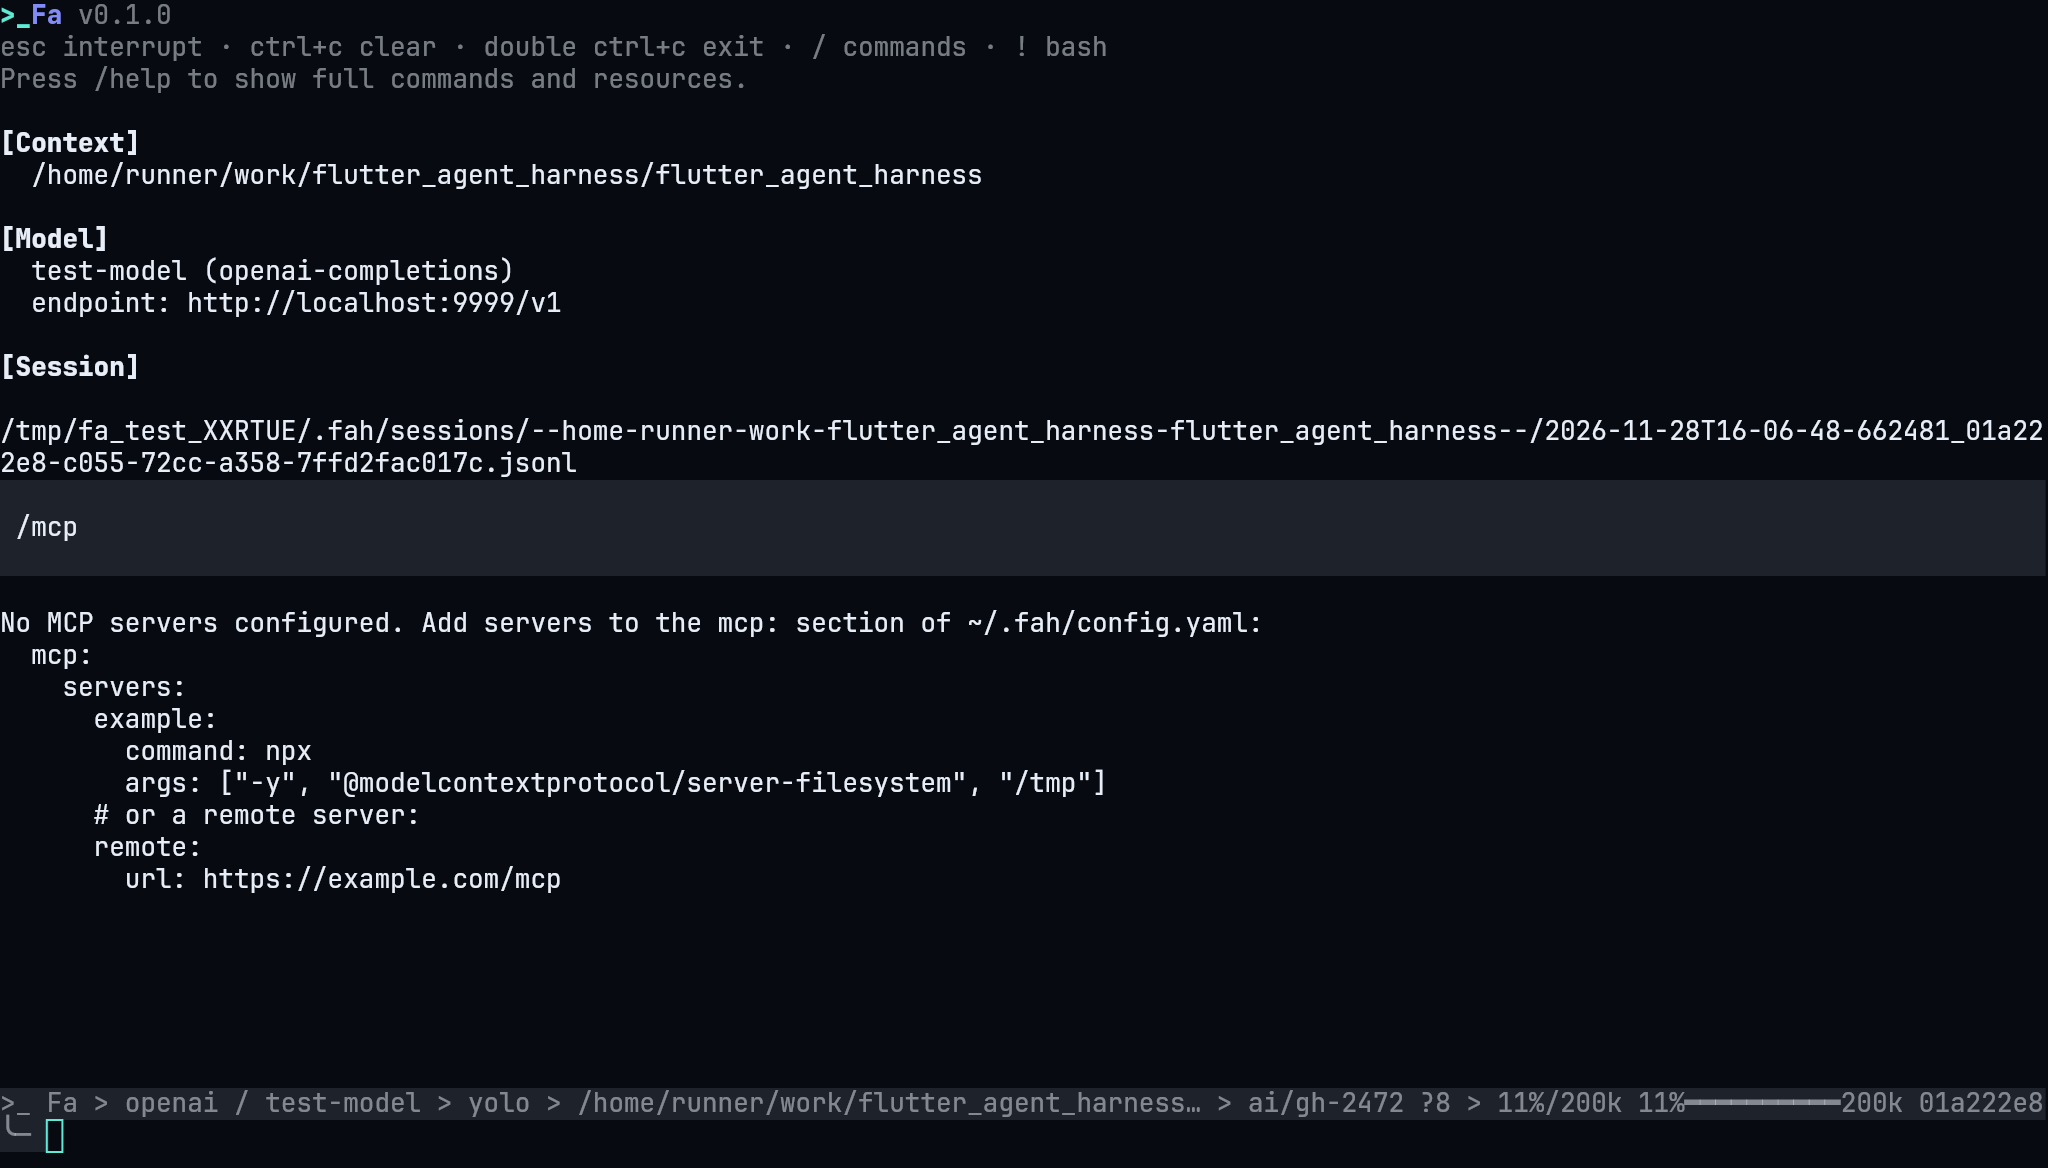 >_Fa v0.1.0
esc interrupt · ctrl+c clear · double ctrl+c exit · / commands · ! bash
Press /help to show full commands and resources.
[Context]
  /home/runner/work/flutter_agent_harness/flutter_agent_harness
[Model]
  test-model (openai-completions)
  endpoint: http://localhost:9999/v1
[Session]
/tmp/fa_test_XXRTUE/.fah/sessions/--home-runner-work-flutter_agent_harness-flutter_agent_harness--/2026-11-28T16-06-48-662481_01a22
2e8-c055-72cc-a358-7ffd2fac017c.jsonl
/mcp
No MCP servers configured. Add servers to the mcp: section of ~/.fah/config.yaml:
  mcp:
    servers:
      example:
        command: npx
        args: ["-y", "@modelcontextprotocol/server-filesystem", "/tmp"]
      # or a remote server:
      remote:
        url: https://example.com/mcp
>_ Fa > openai / test-model > yolo > /home/runner/work/flutter_agent_harness… > ai/gh-2472 ?8 > 11%/200k 11%━━━━━━━━━━200k 01a222e8
╰─